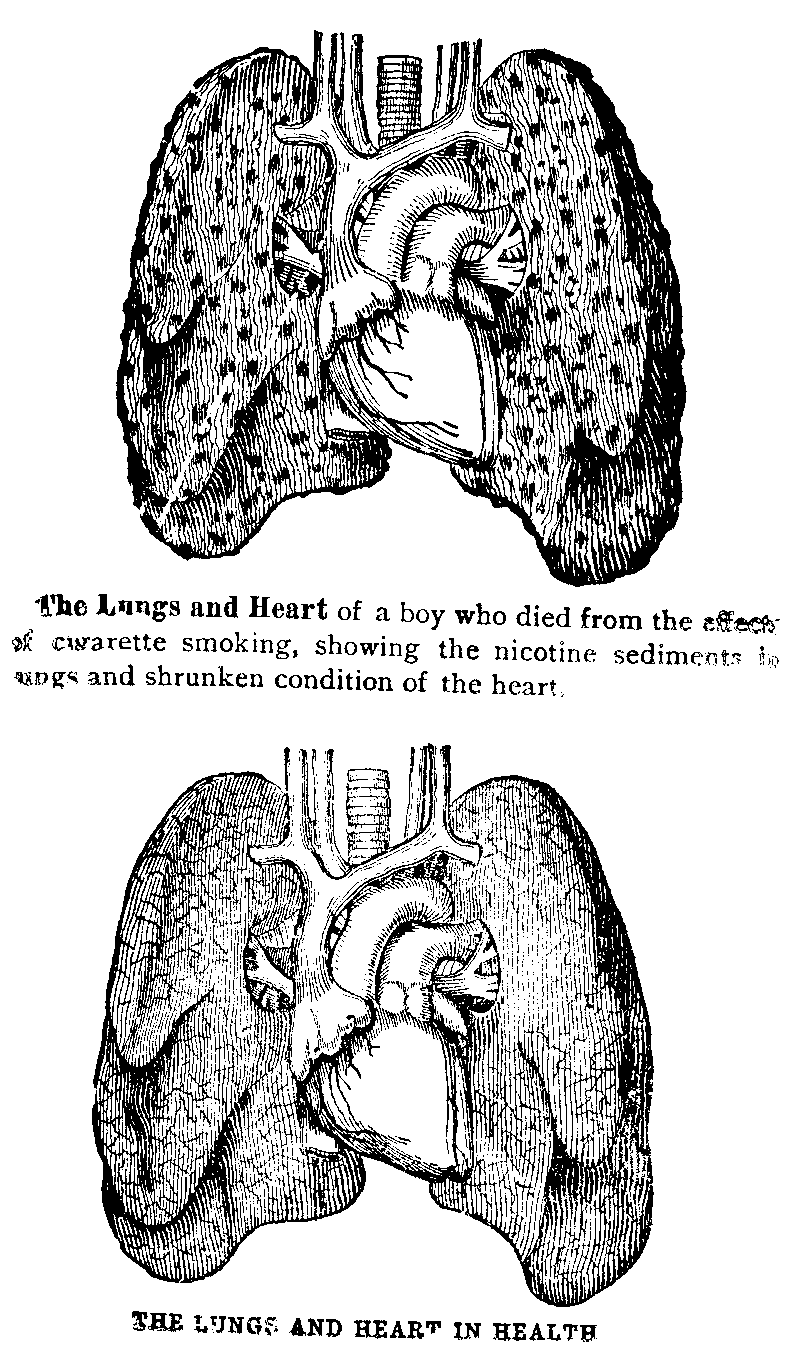 The Lungs and Heart of a boy who died from the effects
of cigarette smoking, showing the nicotine sediments in
lungs and shrunken condition of the heart.
THE LUNGS AND HEART IN HEALTH